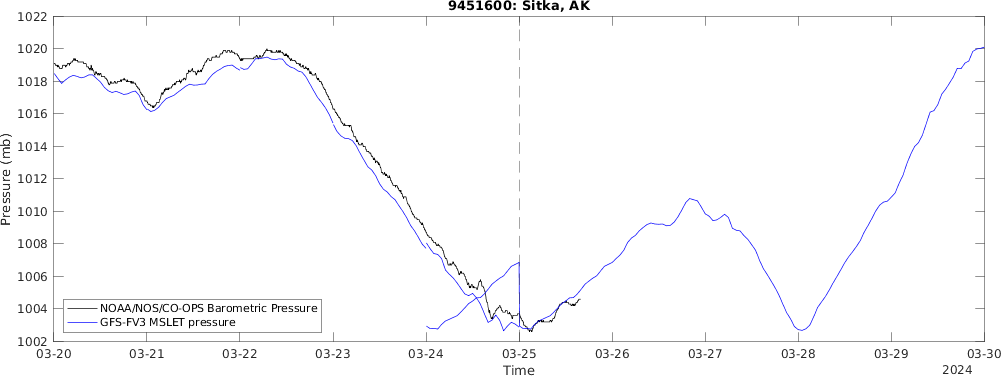 9451600: Sitka, AK
Pressure (mb)
1022
1020
1018
1016
1014
1012
1010
1008
1006
1004
1002
NOAA/NOS/CO-OPS Barometric Pressure
GFS-FV3 MSLET pressure
03-20 03-21 03-22 03-23 03-24 03-25 03-26 03-27 03-28 03-29 03-30
Time
2024